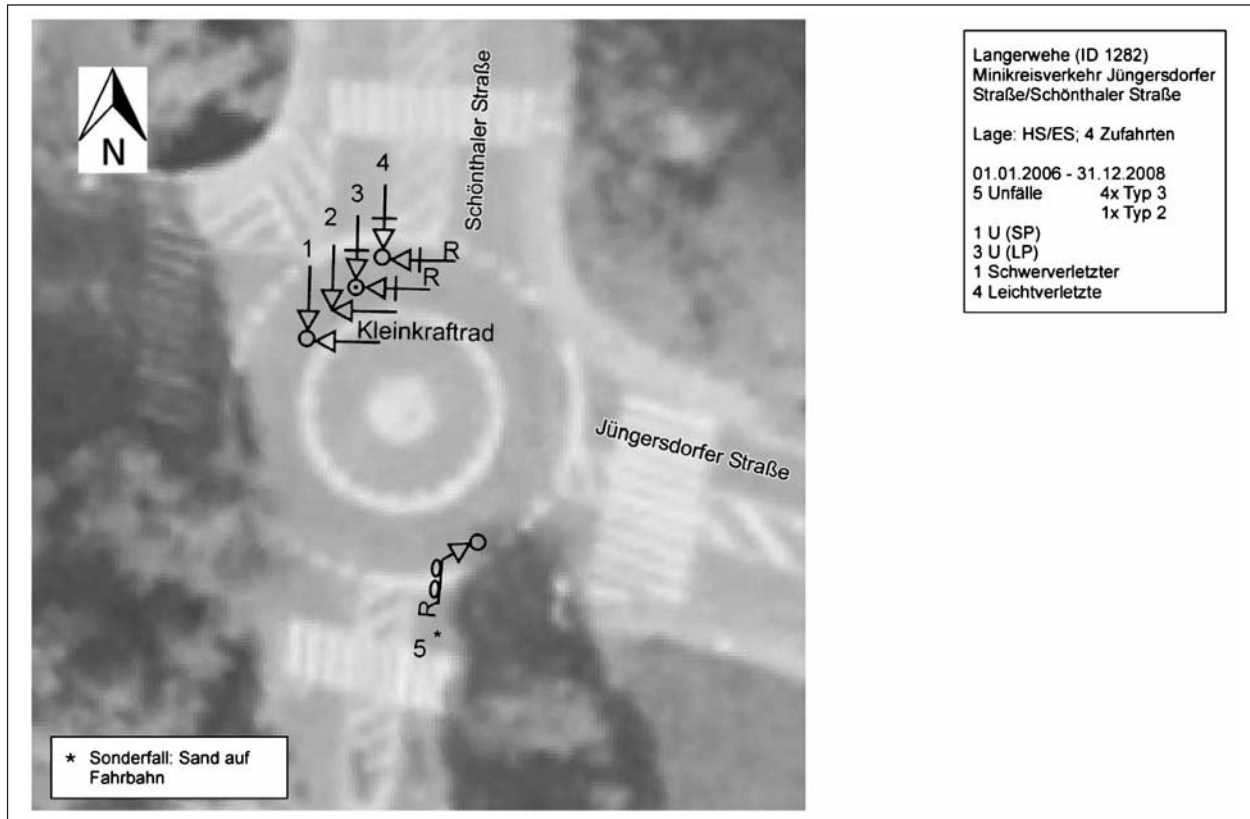 Langerwehe (ID 1282)
Minikreisverkehr Jüngersdorfer
Straße/Schönthaler Straße
Lage: HS/ES; 4 Zufahrten
01.01.2006 - 31.12.2008
5 Unfälle 4x Typ 3
1x Typ 2
1 U (SP)
3 U (LP)
1 Schwerverletzter
4 Leichtverletzte
N
Schönthaler Straße
4
3
2
1
R
R
Kleinkraftrad
Jüngersdorfer Straße
R
5 *
* Sonderfall: Sand auf
Fahrbahn